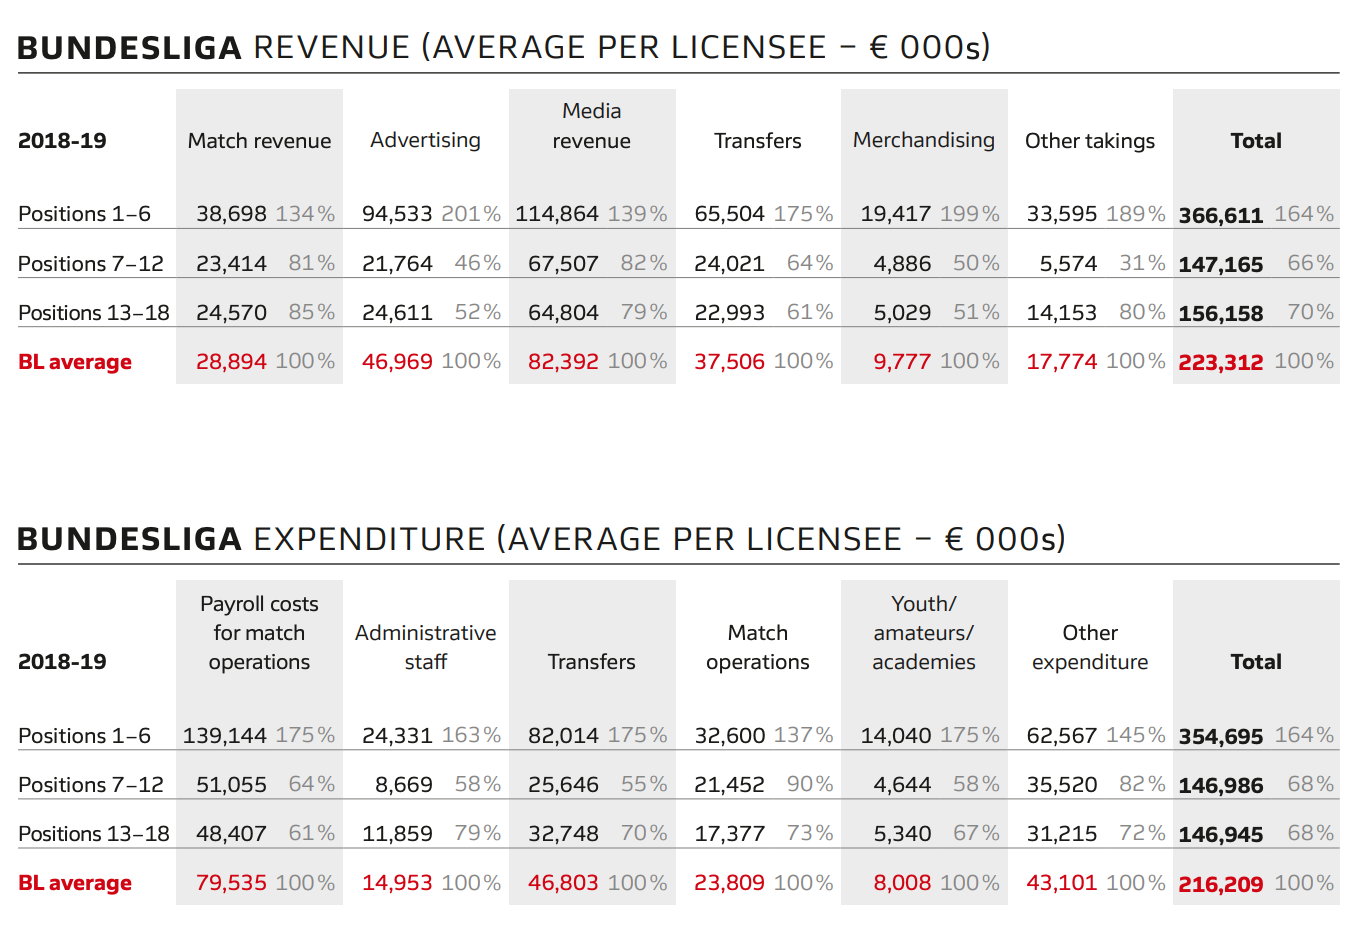 BUNDESLIGA REVENUE (AVERAGE PER LICENSEE – € 000s)
2018-19 Match revenue Advertising Media revenue Transfers Merchandising Other takings Total
Positions 1–6 38,698 134% 94,533 201% 114,864 139% 65,504 175% 19,417 199% 33,595 189% 366,611 164%
Positions 7–12 23,414 81% 21,764 46% 67,507 82% 24,021 64% 4,886 50% 5,574 31% 147,165 66%
Positions 13–18 24,570 85% 24,611 52% 64,804 79% 22,993 61% 5,029 51% 14,153 80% 156,158 70%
BL average 28,894 100% 46,969 100% 82,392 100% 37,506 100% 9,777 100% 17,774 100% 223,312 100%
BUNDESLIGA EXPENDITURE (AVERAGE PER LICENSEE – € 000s)
2018-19 Payroll costs for match operations Administrative staff Transfers Match operations Youth/ amateurs/ academies Other expenditure Total
Positions 1–6 139,144 175% 24,331 163% 82,014 175% 32,600 137% 14,040 175% 62,567 145% 354,695 164%
Positions 7–12 51,055 64% 8,669 58% 25,646 55% 21,452 90% 4,644 58% 35,520 82% 146,986 68%
Positions 13–18 48,407 61% 11,859 79% 32,748 70% 17,377 73% 5,340 67% 31,215 72% 146,945 68%
BL average 79,535 100% 14,953 100% 46,803 100% 23,809 100% 8,008 100% 43,101 100% 216,209 100%